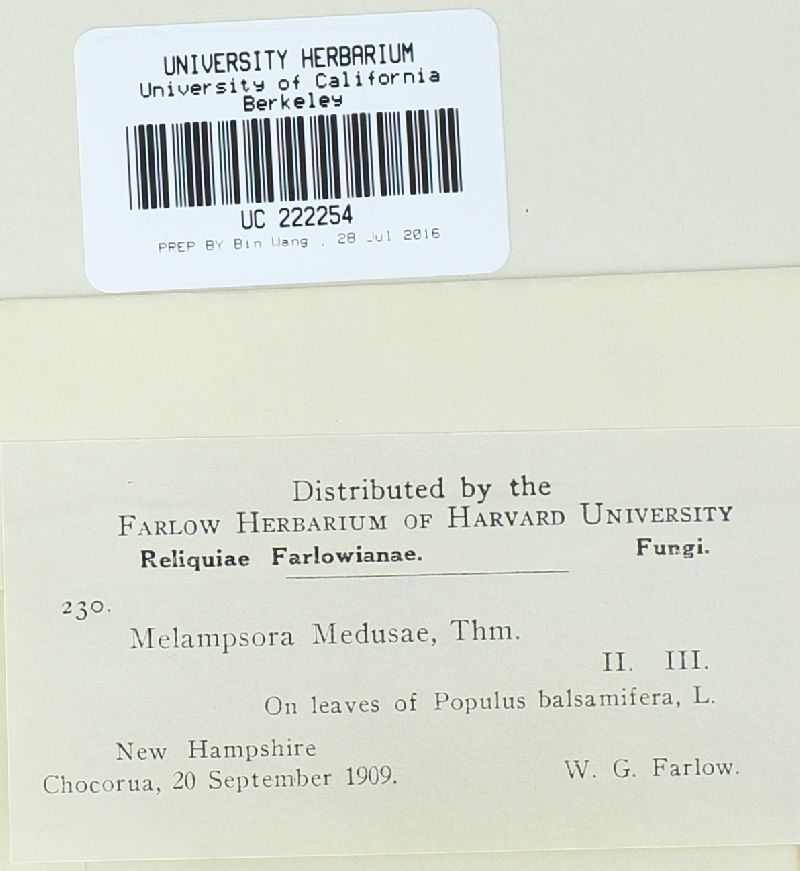 UNIVERSITY HERBARIUM
University of California
Berkeley
UC 222254
PREP BY Bin Wang . 28 Jul 2016
Distributed by the
FARLOW HERBARIUM OF HARVARD UNIVERSITY
Reliquiae Farlowianae. Fungi.
230.
Melampsora Medusae, Thm.
II. III.
On leaves of Populus balsamifera, L.
New Hampshire
Chocorua, 20 September 1909. W. G. Farlow.